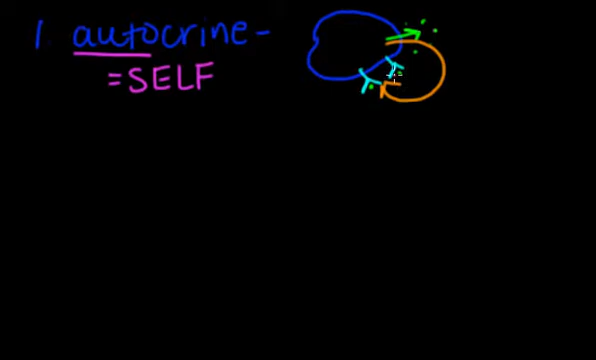 1 autocrine -
= SELF